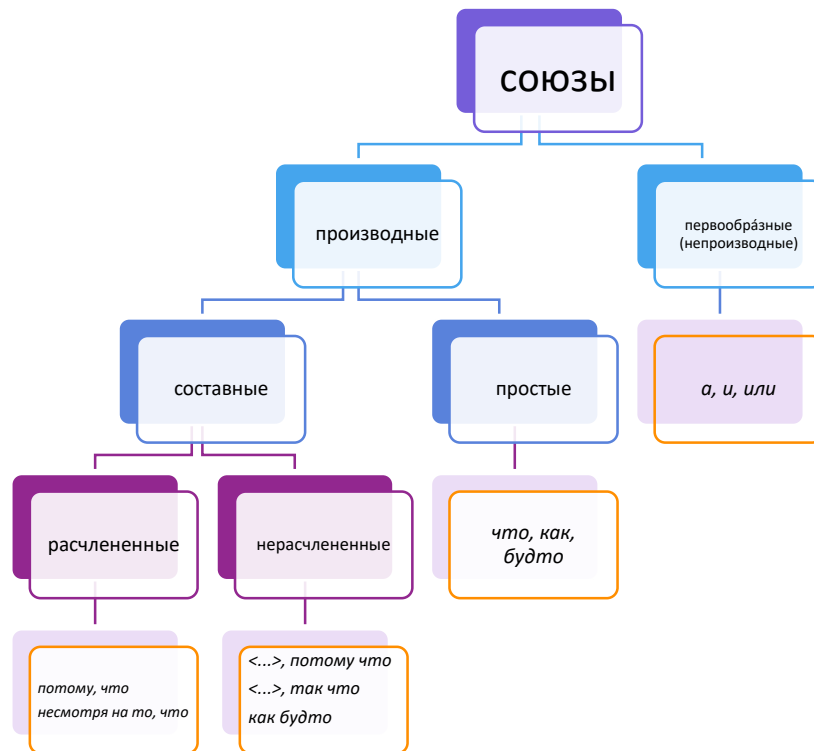 союзы
производные
первообра́зные
(непроизводные)
составные
простые
а, и, или
расчлененные
нерасчлененные
что, как,
будто
потому, что
несмотря на то, что
<...>, потому что
<...>, так что
как будто